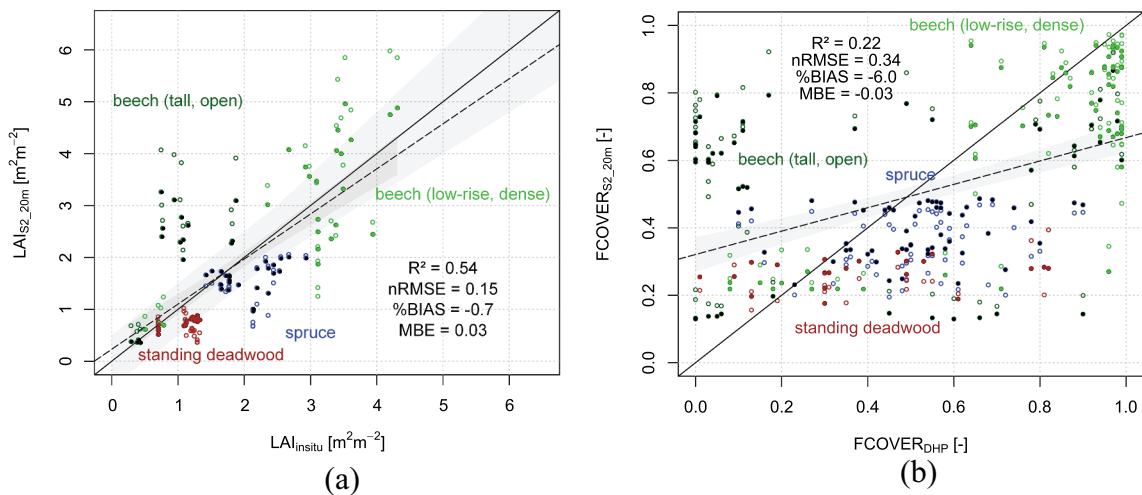 beech (tall, open)
beech (low-rise, dense)
R² = 0.54
nRMSE = 0.15
%BIAS = -0.7
MBE = 0.03
spruce
standing deadwood
LAI_S2_20m [m²m⁻²]
0
1
2
3
4
5
6
0 1 2 3 4 5 6
LAI_insitu [m²m⁻²]
(a)
beech (low-rise, dense)
R² = 0.22
nRMSE = 0.34
%BIAS = -6.0
MBE = -0.03
beech (tall, open)
spruce
standing deadwood
FCOVER_S2_20m [-]
0.0
0.2
0.4
0.6
0.8
1.0
0.0 0.2 0.4 0.6 0.8 1.0
FCOVER_DHP [-]
(b)